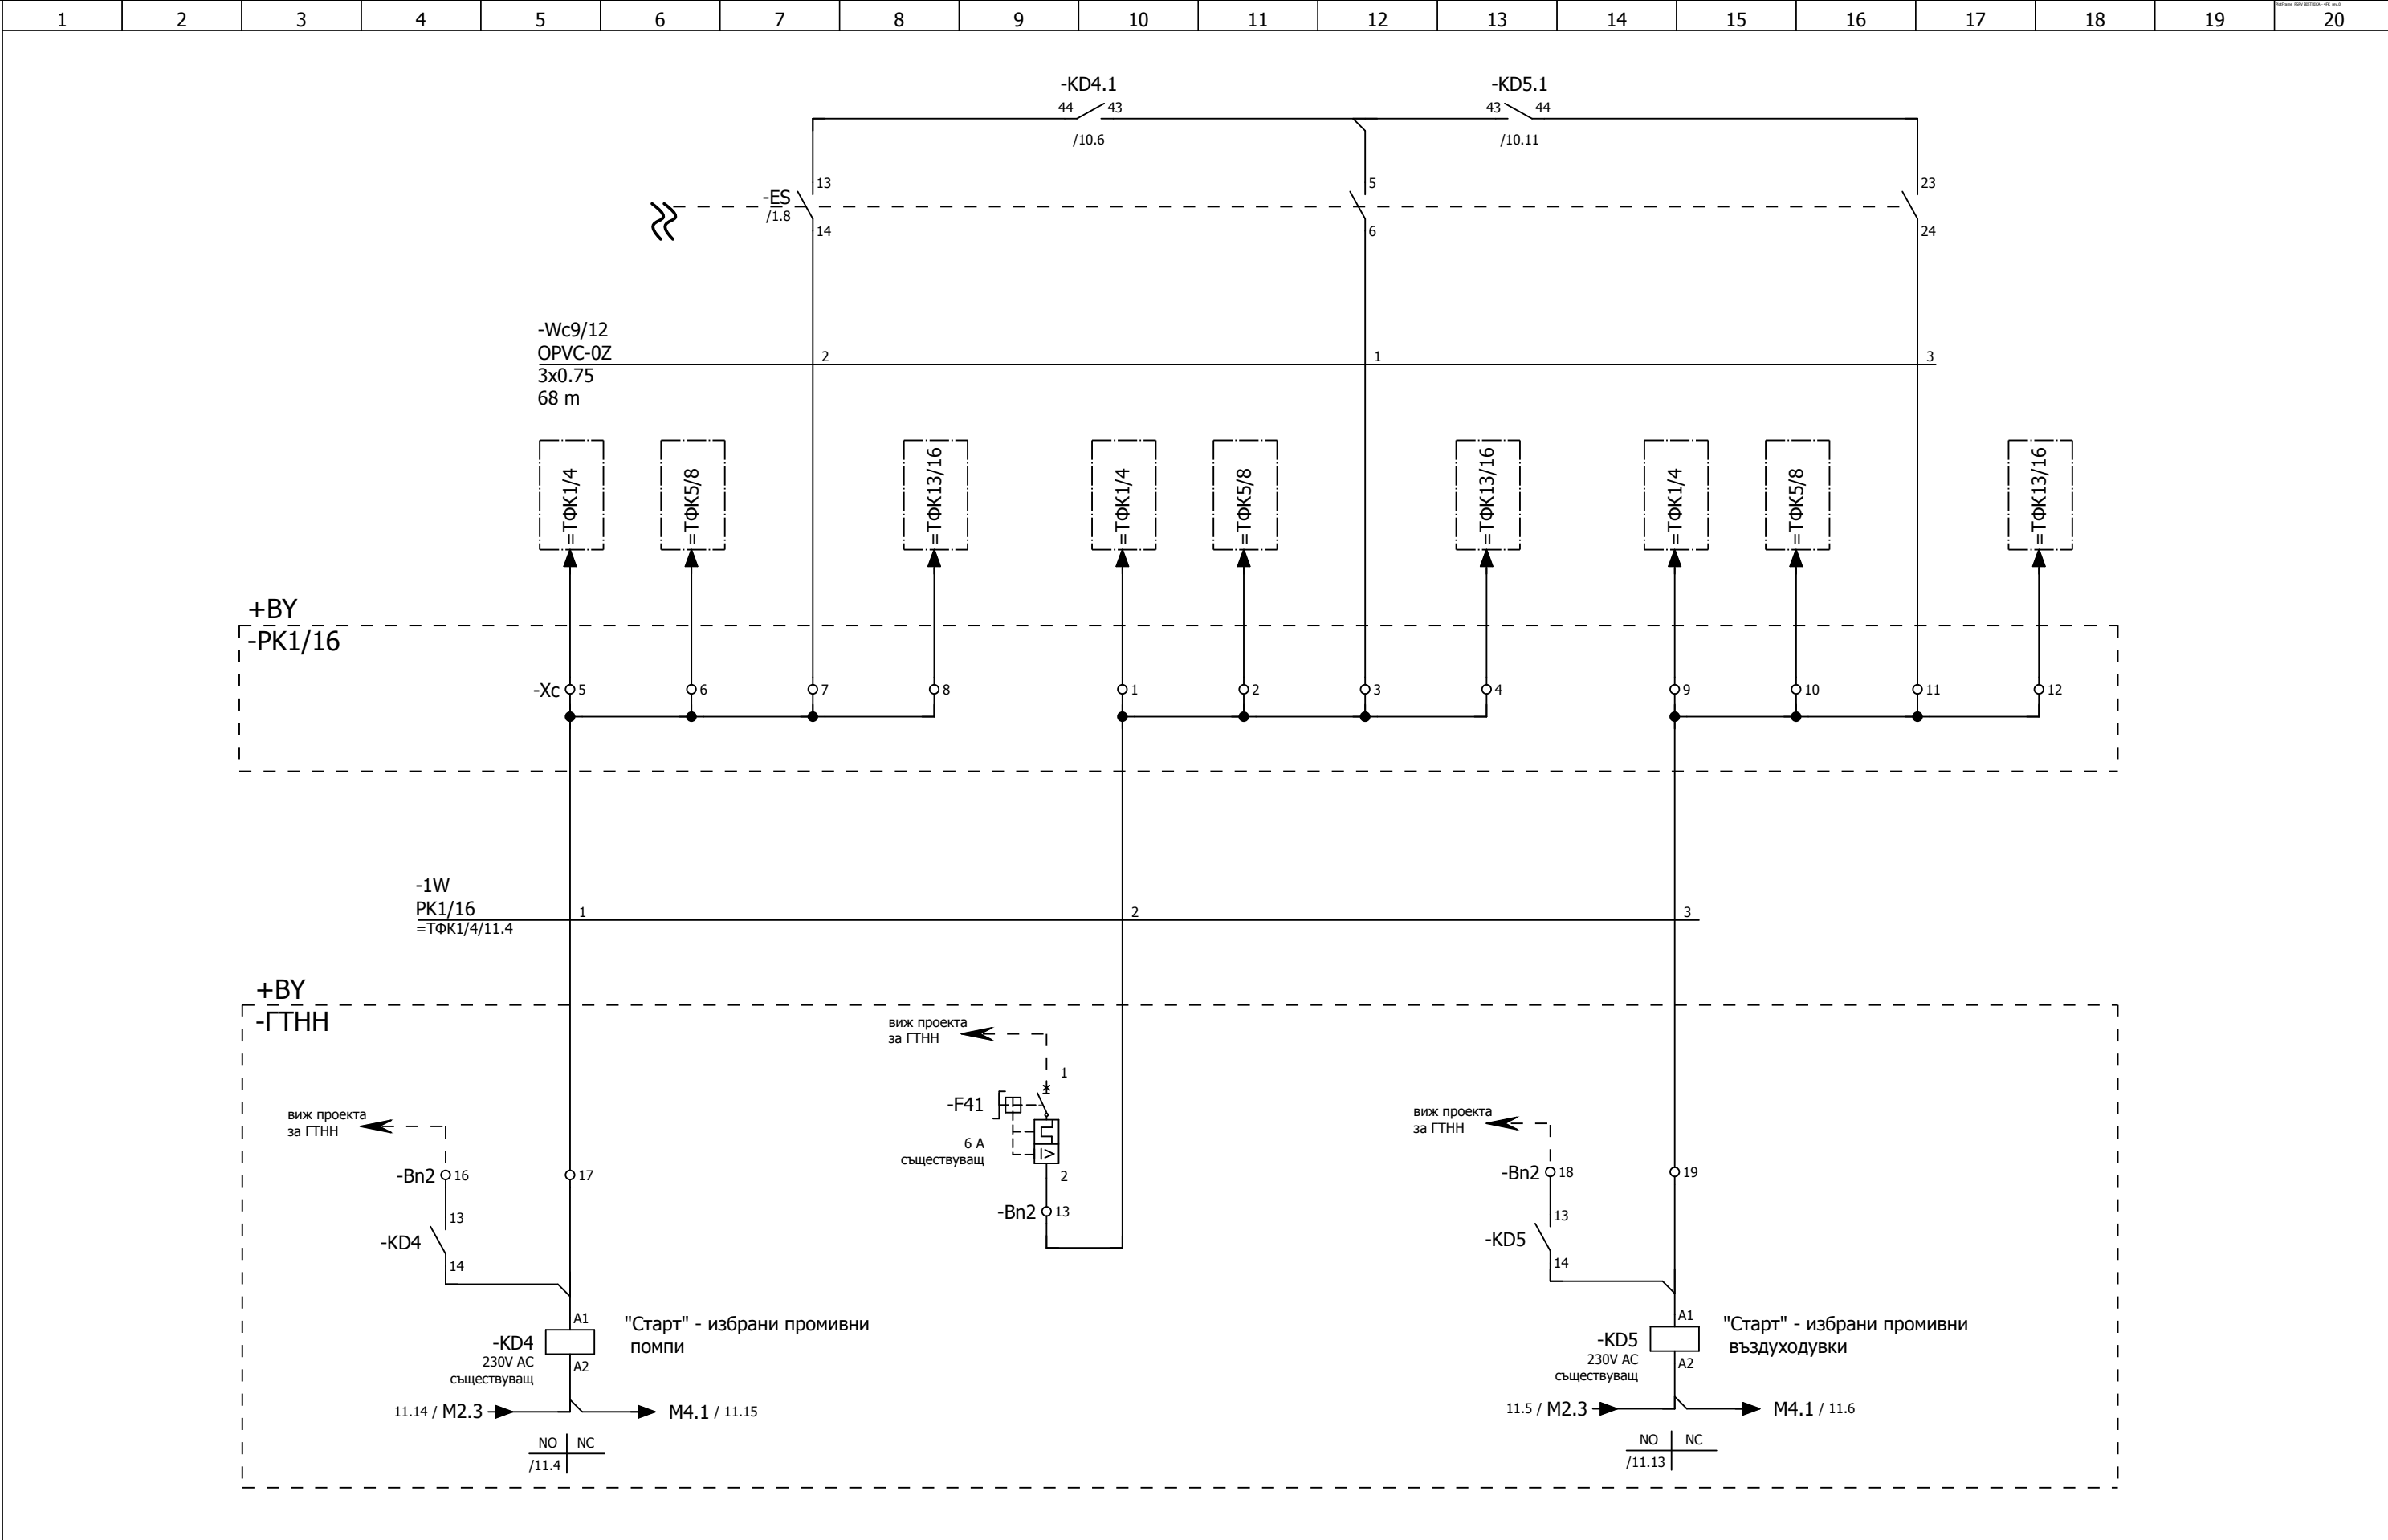 1 2 3 4 5 6 7 8 9 10 11 12 13 14 15 16 17 18 19 20
-KD4.1
44 43
/10.6
-KD5.1
43 44
/10.11
-ES
/1.8
13
14
5
6
23
24
-Wc9/12
OPVC-0Z
3x0.75
68 m
2 1 3
=ТФК1/4
=ТФК5/8
=ТФК13/16
=ТФК1/4
=ТФК5/8
=ТФК13/16
=ТФК1/4
=ТФК5/8
=ТФК13/16
+BY
-РК1/16
-Xc 5 6 7 8 1 2 3 4 9 10 11 12
-1W
РК1/16
=ТФК1/4/11.4
1 2 3
+BY
-ГТНН
виж проекта
за ГТНН
-Bn2 16
17
13
-KD4
14
A1
-KD4
230V AC
съществуващ
A2
"Старт" - избрани промивни
помпи
11.14 / M2.3
M4.1 / 11.15
NO NC
/11.4
виж проекта
за ГТНН
1
-F41
6 A
съществуващ
I>
2
-Bn2 13
виж проекта
за ГТНН
-Bn2 18
19
13
-KD5
14
A1
-KD5
230V AC
съществуващ
A2
"Старт" - избрани промивни
въздуходувки
11.5 / M2.3
M4.1 / 11.6
NO NC
/11.13